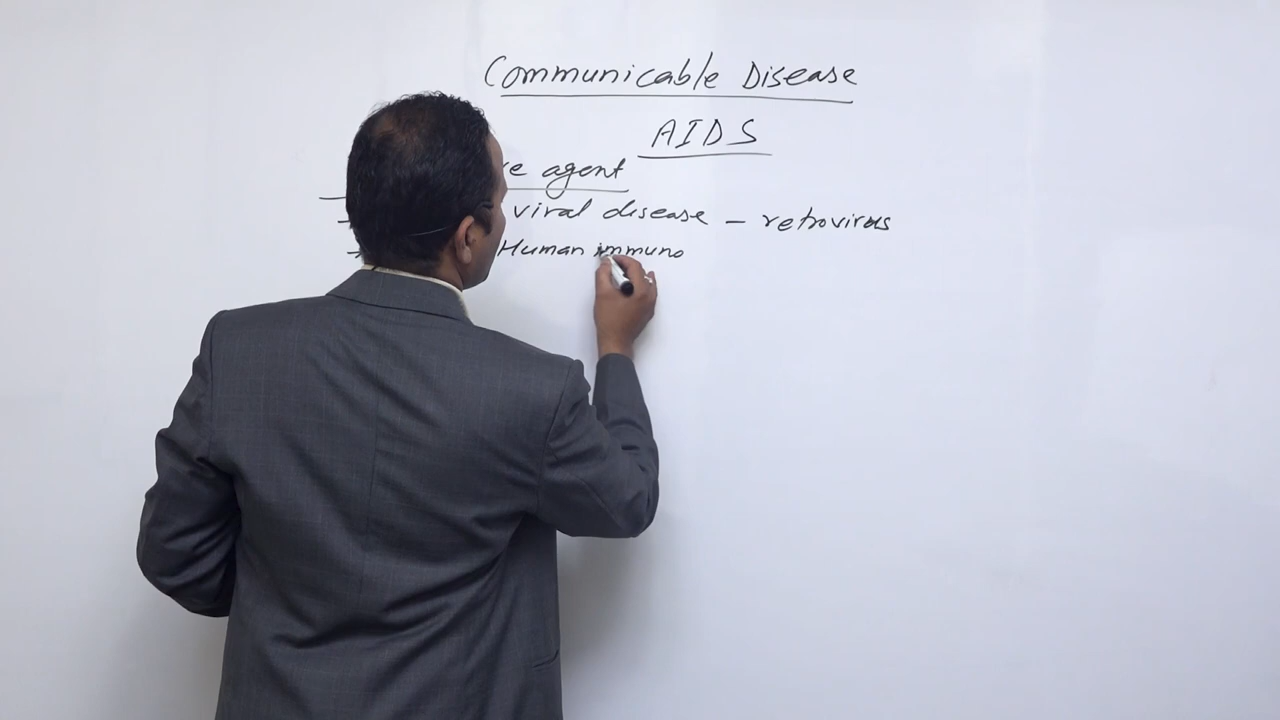 Communicable Disease
AIDS
e agent
viral disease – retrovirus
Human immuno